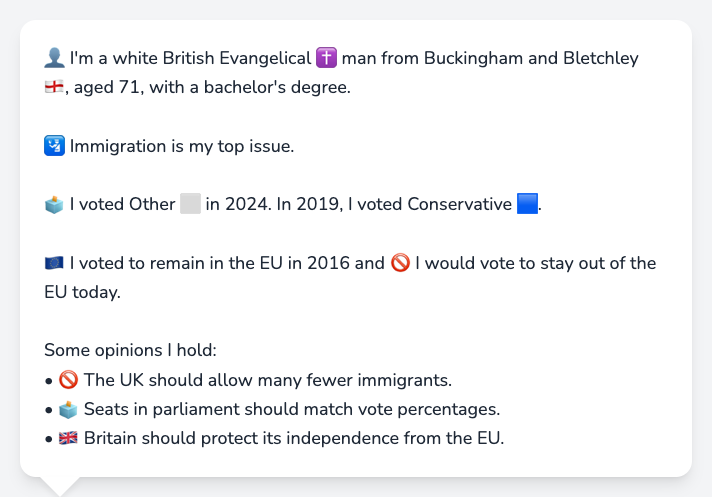 👤 I'm a white British Evangelical ✝️ man from Buckingham and Bletchley
🏴󠁧󠁢󠁥󠁮󠁧󠁿, aged 71, with a bachelor's degree.
🛂 Immigration is my top issue.
🗳️ I voted Other ⬜ in 2024. In 2019, I voted Conservative 🟦.
🇪🇺 I voted to remain in the EU in 2016 and 🚫 I would vote to stay out of the
EU today.
Some opinions I hold:
• 🚫 The UK should allow many fewer immigrants.
• 🗳️ Seats in parliament should match vote percentages.
• 🇬🇧 Britain should protect its independence from the EU.